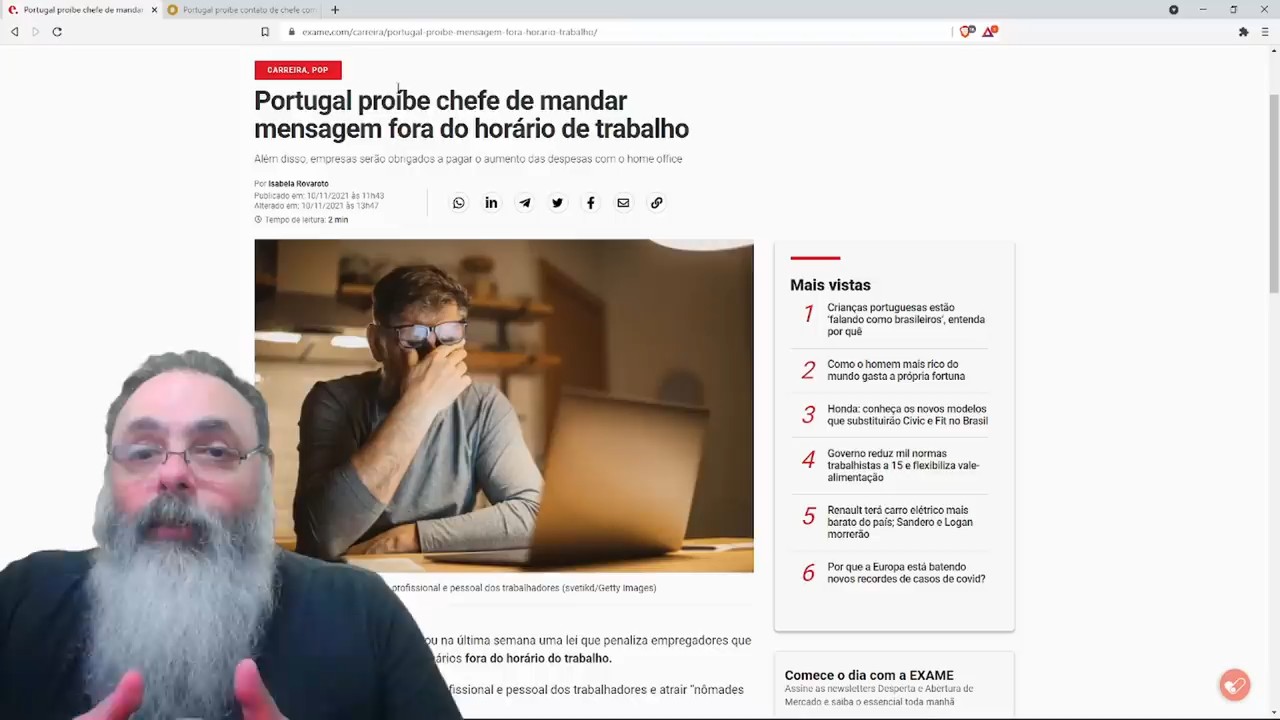 Portugal proíbe chefe de mandar
Portugal proíbe contato de chefe com
exame.com/carreira/portugal-proibe-mensagem-fora-horario-trabalho/
CARREIRA, POP
Portugal proíbe chefe de mandar
mensagem fora do horário de trabalho
Além disso, empresas serão obrigados a pagar o aumento das despesas com o home office
Por Isabela Rovaroto
Publicado em: 10/11/2021 às 11h43
Alterado em: 10/11/2021 às 13h47
Tempo de leitura: 2 min
in
profissional e pessoal dos trabalhadores (svetikd/Getty Images)
ou na última semana uma lei que penaliza empregadores que
ários fora do horário do trabalho.
fissional e pessoal dos trabalhadores e atrair "nômades
Mais vistas
1 Crianças portuguesas estão
'falando como brasileiros', entenda
por quê
2 Como o homem mais rico do
mundo gasta a própria fortuna
3 Honda: conheça os novos modelos
que substituirão Civic e Fit no Brasil
4 Governo reduz mil normas
trabalhistas a 15 e flexibiliza vale-
alimentação
5 Renault terá carro elétrico mais
barato do país; Sandero e Logan
morrerão
6 Por que a Europa está batendo
novos recordes de casos de covid?
Comece o dia com a EXAME
Assine as newsletters Desperta e Abertura de
Mercado e saiba o essencial toda manhã